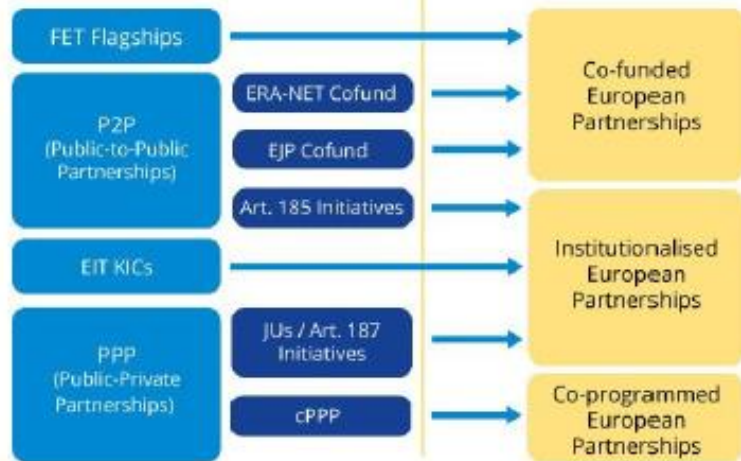 FET Flagships
P2P
(Public-to-Public
Partnerships)
ERA-NET Cofund
EJP Cofund
Art. 185 Initiatives
EIT KICs
PPP
(Public-Private
Partnerships)
JUs / Art. 187
Initiatives
cPPP
Co-funded
European
Partnerships
Institutionalised
European
Partnerships
Co-programmed
European
Partnerships